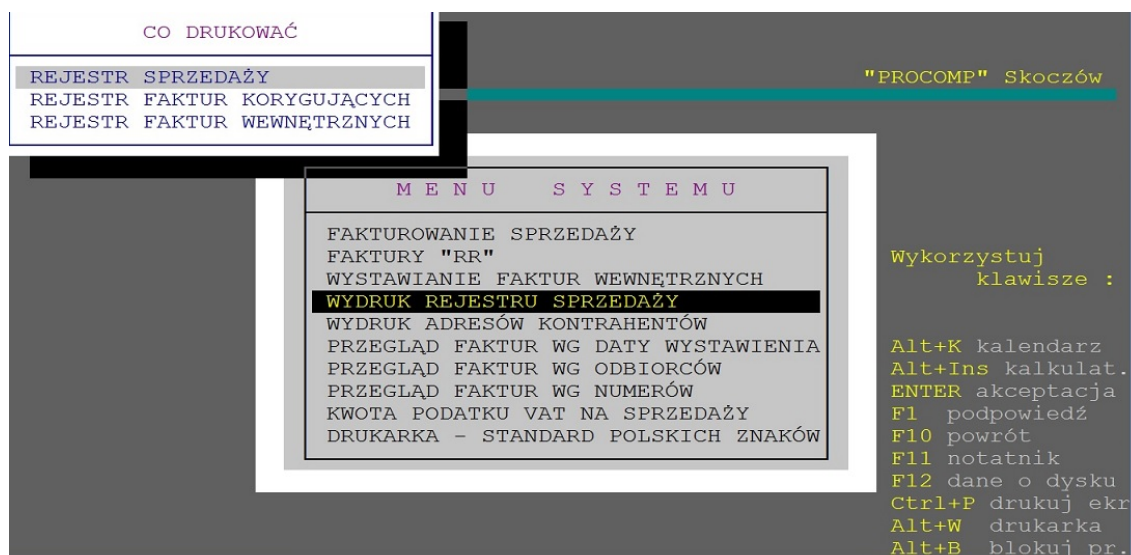 CO DRUKOWAĆ
REJESTR SPRZEDAŻY
REJESTR FAKTUR KORYGUJĄCYCH
REJESTR FAKTUR WEWNĘTRZNYCH
"PROCOMP" Skoczów
M E N U S Y S T E M U
FAKTUROWANIE SPRZEDAŻY
FAKTURY "RR"
WYSTAWIANIE FAKTUR WEWNĘTRZNYCH
WYDRUK REJESTRU SPRZEDAŻY
WYDRUK ADRESÓW KONTRAHENTÓW
PRZEGLĄD FAKTUR WG DATY WYSTAWIENIA
PRZEGLĄD FAKTUR WG ODBIORCÓW
PRZEGLĄD FAKTUR WG NUMERÓW
KWOTA PODATKU VAT NA SPRZEDAŻY
DRUKARKA – STANDARD POLSKICH ZNAKÓW
Wykorzystuj
klawisze :
Alt+K kalendarz
Alt+Ins kalkulat.
ENTER akceptacja
F1 podpowiedź
F10 powrót
F11 notatnik
F12 dane o dysku
Ctrl+P drukuj ekr
Alt+W drukarka
Alt+B blokuj pr.